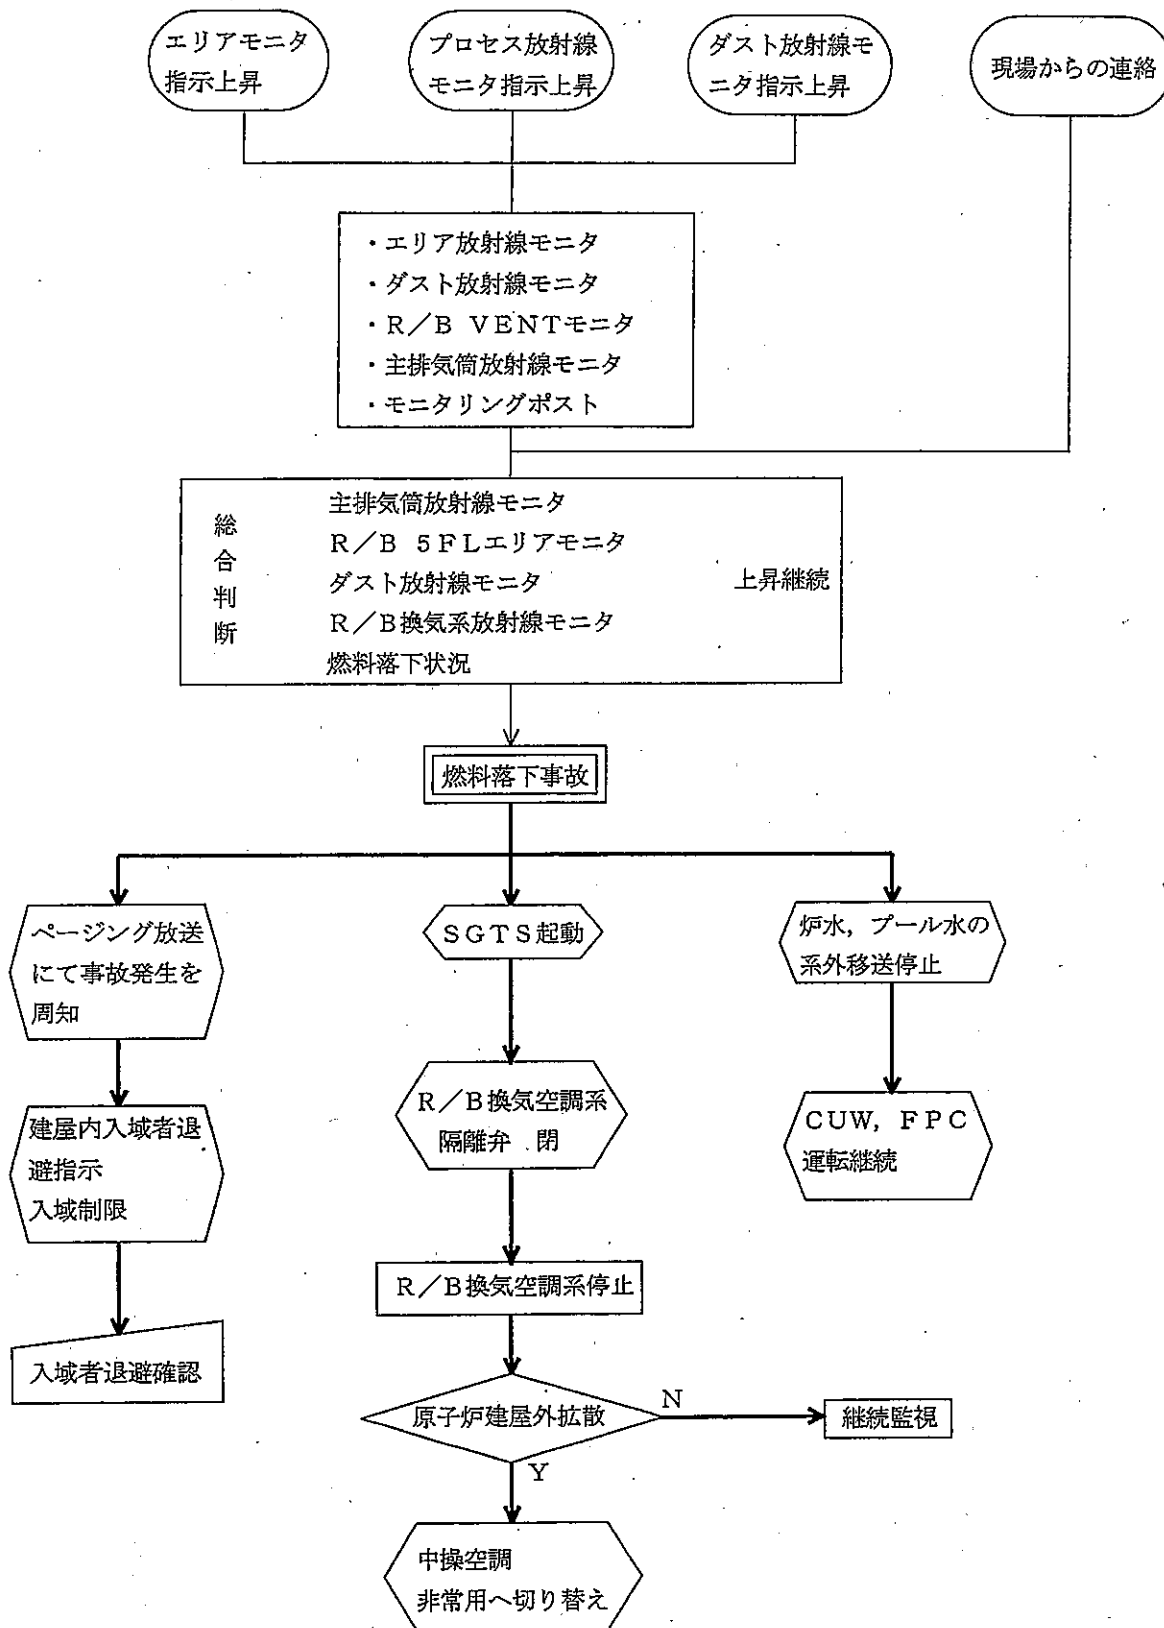 エリアモニタ
指示上昇
プロセス放射線
モニタ指示上昇
ダスト放射線モ
ニタ指示上昇
現場からの連絡
・エリア放射線モニタ
・ダスト放射線モニタ
・R/B VENTモニタ
・主排気筒放射線モニタ
・モニタリングポスト
総合判断
主排気筒放射線モニタ
R/B 5FLエリアモニタ
ダスト放射線モニタ
R/B換気系放射線モニタ
燃料落下状況
上昇継続
燃料落下事故
ページング放送
にて事故発生を
周知
SGTS起動
炉水,プール水の
系外移送停止
建屋内入域者退
避指示
入域制限
R/B換気空調系
隔離弁 閉
CUW,FPC
運転継続
R/B換気空調系停止
入域者退避確認
原子炉建屋外拡散
N
継続監視
Y
中操空調
非常用へ切り替え